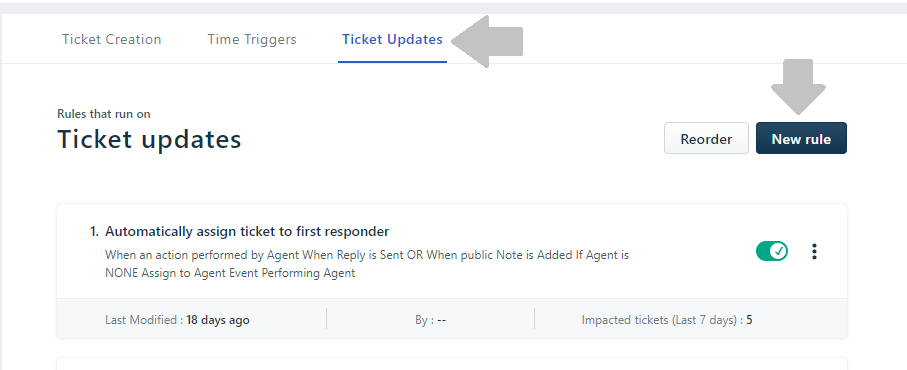 Ticket Creation Time Triggers Ticket Updates
Rules that run on
Ticket updates
Reorder New rule
1. Automatically assign ticket to first responder
When an action performed by Agent When Reply is Sent OR When public Note is Added If Agent is
NONE Assign to Agent Event Performing Agent
Last Modified : 18 days ago By : -- Impacted tickets (Last 7 days) : 5